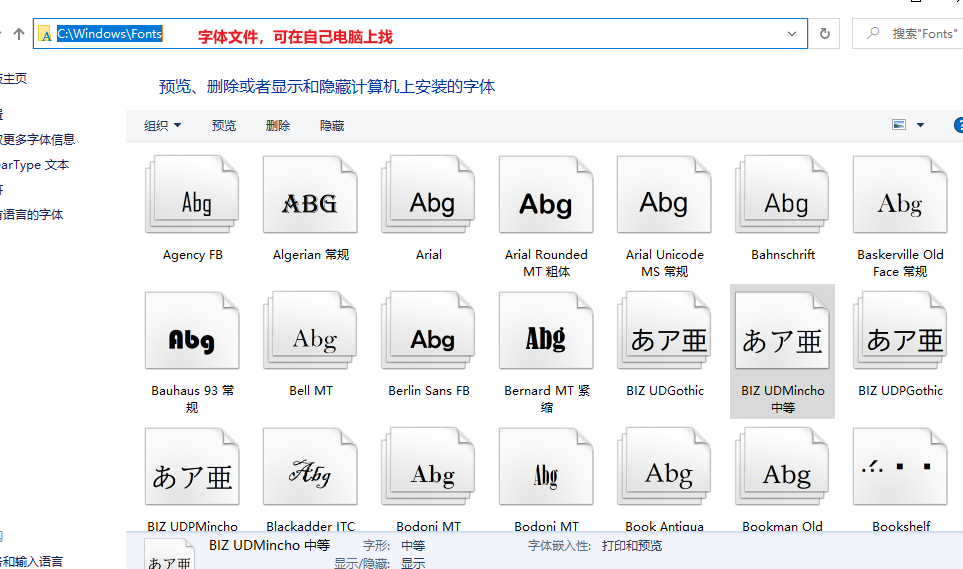 C:\Windows\Fonts
字体文件，可在自己电脑上找
搜索"Fonts"
主页
预览、删除或者显示和隐藏计算机上安装的字体
组织
预览
删除
隐藏
更多字体信息
earType 文本
有语言的字体
Abg
ABG
Abg
Abg
Abg
Abg
Abg
Agency FB
Algerian 常规
Arial
Arial Rounded
MT 粗体
Arial Unicode
MS 常规
Bahnschrift
Baskerville Old
Face 常规
Abg
Abg
Abg
Abg
あア亜
あア亜
あア亜
Bauhaus 93 常
规
Bell MT
Berlin Sans FB
Bernard MT 紧
缩
BIZ UDGothic
BIZ UDMincho
中等
BIZ UDPGothic
あア亜
Abg
Abg
Abg
Abg
Abg
BIZ UDPMincho
Blackadder ITC
Bodoni MT
Bodoni MT
Book Antiqua
Bookman Old
Bookshelf
和输入语言
あア亜
BIZ UDMincho 中等
字形: 中等
显示/隐藏: 显示
字体嵌入性: 打印和预览